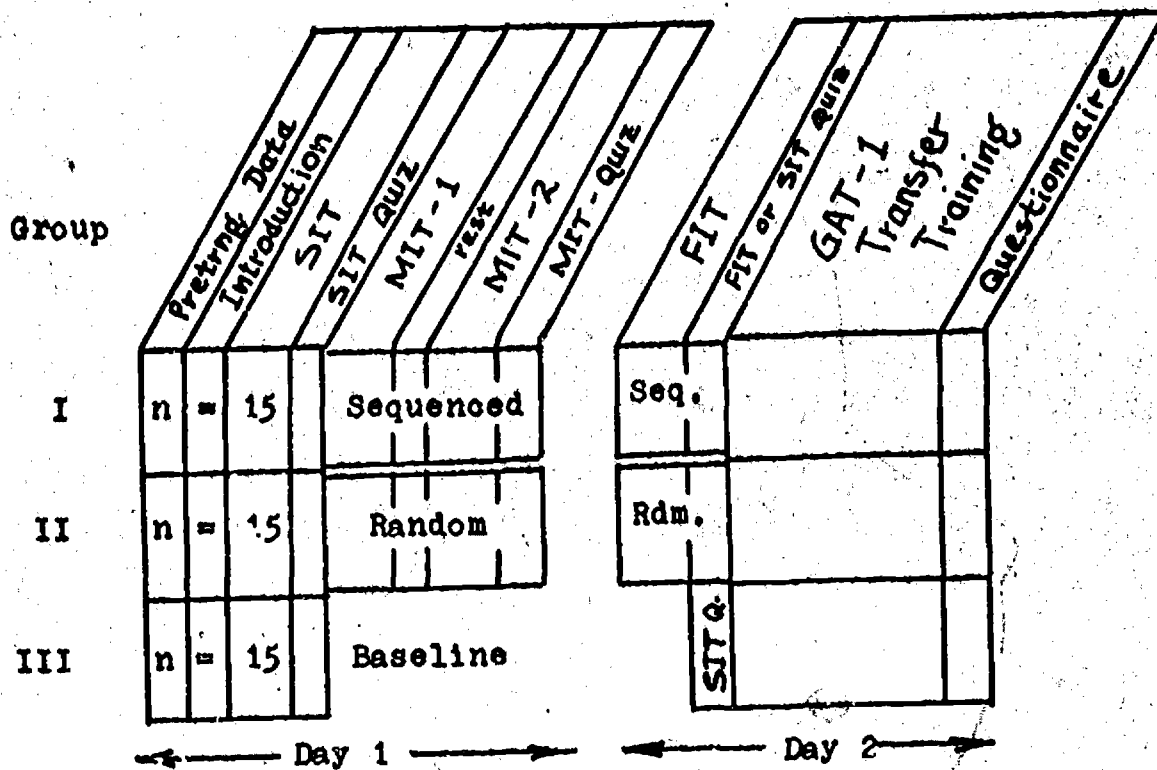 Pretrng Data
Introduction
SIT
SIT QUIZ
MIT-1
rest
MIT-2
MIT-QUIZ
FIT
FIT or SIT QUIZ
GAT-1
Transfer
Training
Questionnaire
Group
I n = 15 Sequenced Seq.
II n = 15 Random Rdm.
III n = 15 Baseline SIT Q.
Day 1 Day 2